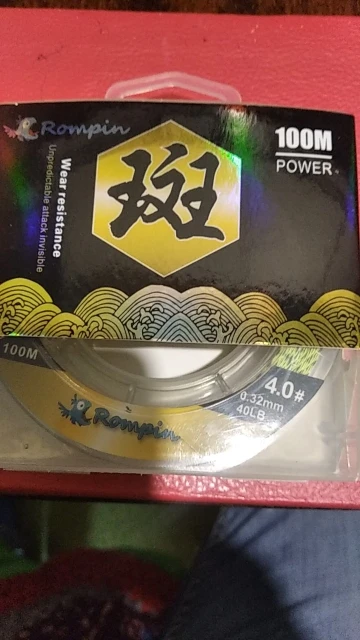 Rompin
100M
POWER
斑
Wear resistance
Unpredictable attack invisible
100M
Rompin
4.0#
0.32mm
40LB